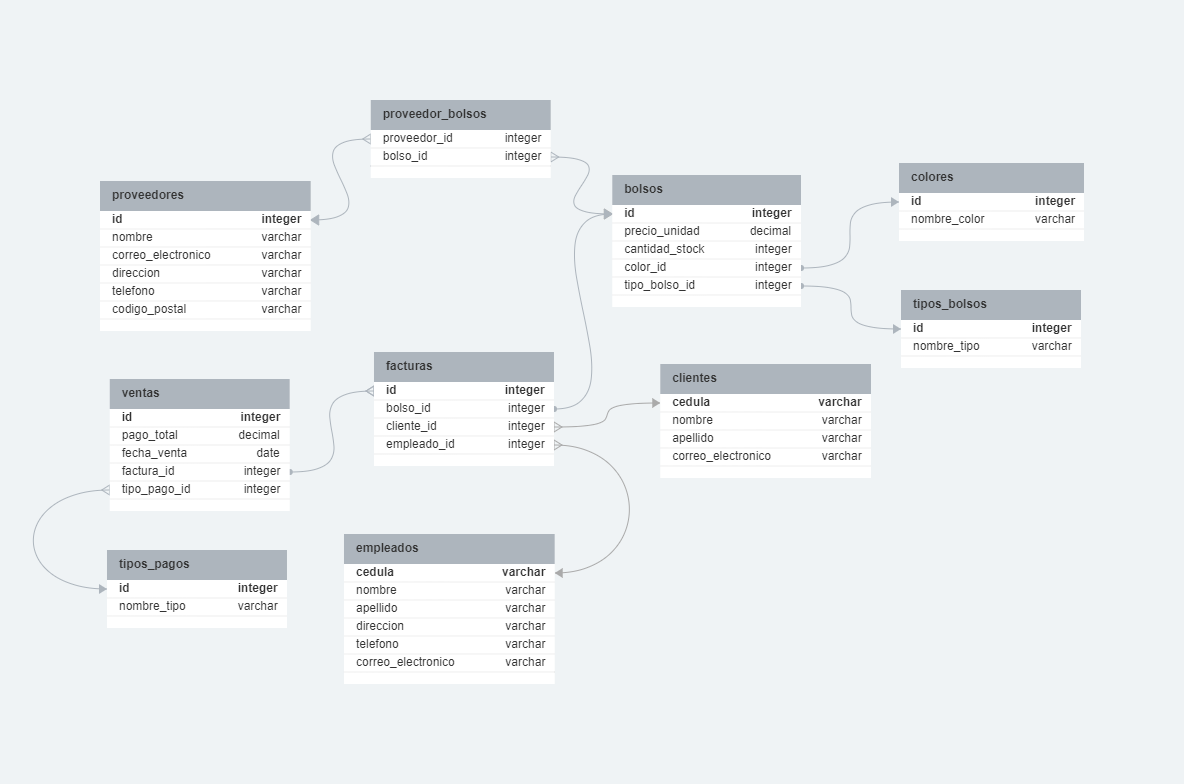 proveedor_bolsos
proveedor_id integer
bolso_id integer
proveedores
id integer
nombre varchar
correo_electronico varchar
direccion varchar
telefono varchar
codigo_postal varchar
bolsos
id integer
precio_unidad decimal
cantidad_stock integer
color_id integer
tipo_bolso_id integer
colores
id integer
nombre_color varchar
tipos_bolsos
id integer
nombre_tipo varchar
facturas
id integer
bolso_id integer
cliente_id integer
empleado_id integer
clientes
cedula varchar
nombre varchar
apellido varchar
correo_electronico varchar
ventas
id integer
pago_total decimal
fecha_venta date
factura_id integer
tipo_pago_id integer
tipos_pagos
id integer
nombre_tipo varchar
empleados
cedula varchar
nombre varchar
apellido varchar
direccion varchar
telefono varchar
correo_electronico varchar